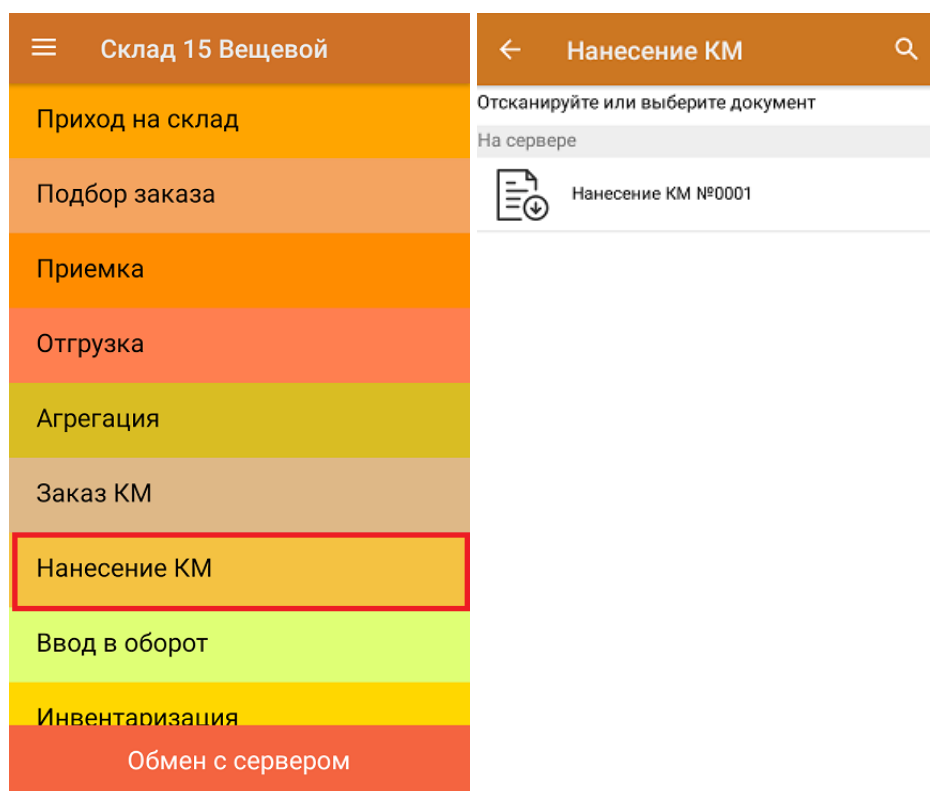 Склад 15 Вещевой
Приход на склад
Подбор заказа
Приемка
Отгрузка
Агрегация
Заказ КМ
Нанесение КМ
Ввод в оборот
Инвентаризация
Обмен с сервером
Нанесение КМ
Отсканируйте или выберите документ
На сервере
Нанесение КМ №0001